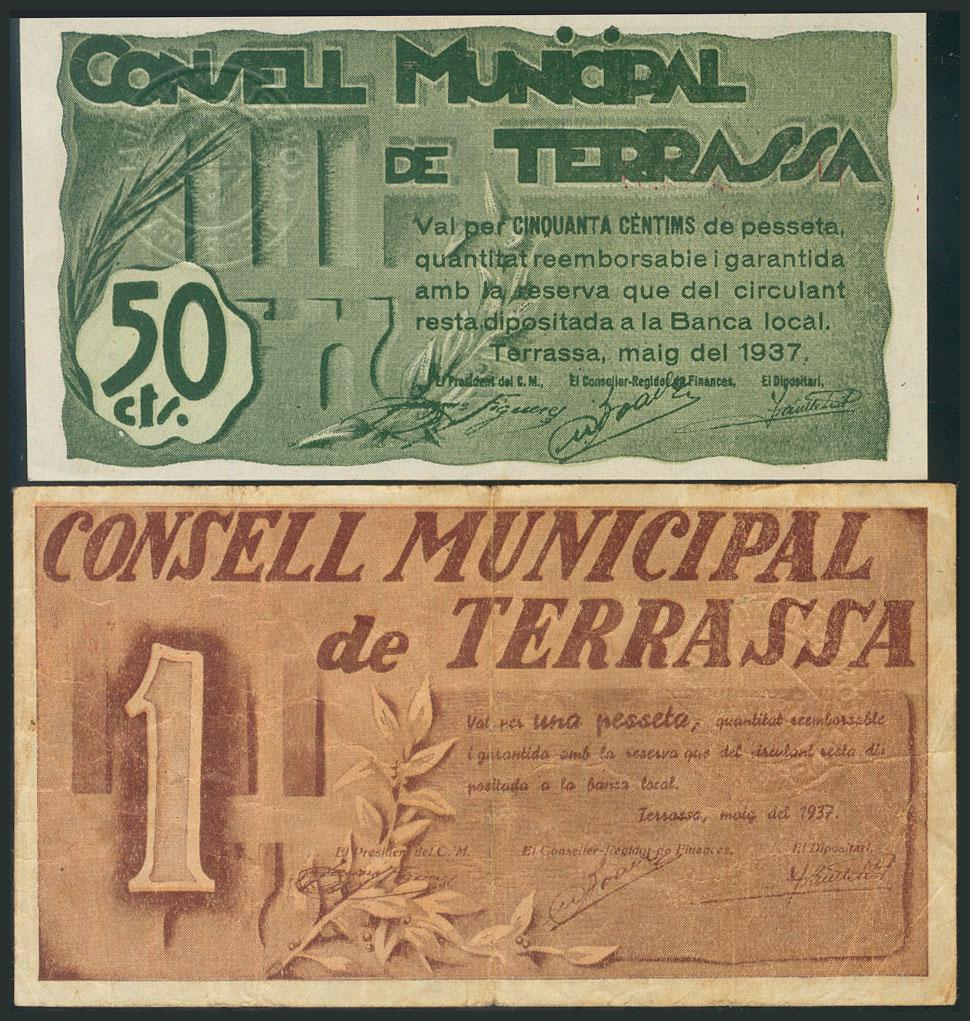 CONSELL MUNICIPAL
DE TERRASSA
Val per CINQUANTA CÈNTIMS de pesseta,
quantitat reemborsable i garantida
amb la reserva que del circulant
resta dipositada a la Banca local.
Terrassa, maig del 1937.
El President del C. M., El Conseller-Regidor de Finances, El Dipositari,
50
cts.
CONSELL MUNICIPAL
de TERRASSA
1
Val per una pesseta, quantitat reemborsable
i garantida amb la reserva que del circulant resta di-
positada a la banca local.
Terrassa, maig del 1937.
El President del C. M. El Conseller-Regidor de Finances, El Dipositari,